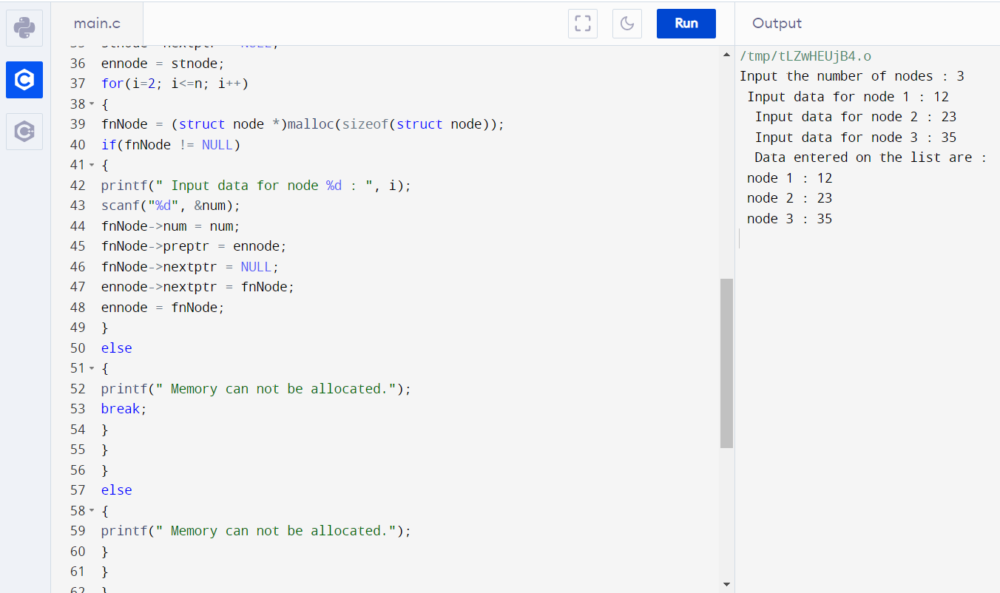 main.c
Run
Output
36 ennode = stnode;
37 for(i=2; i<=n; i++)
38 {
39 fnNode = (struct node *)malloc(sizeof(struct node));
40 if(fnNode != NULL)
41 {
42 printf(" Input data for node %d : ", i);
43 scanf("%d", &num);
44 fnNode->num = num;
45 fnNode->preptr = ennode;
46 fnNode->nextptr = NULL;
47 ennode->nextptr = fnNode;
48 ennode = fnNode;
49 }
50 else
51 {
52 printf(" Memory can not be allocated.");
53 break;
54 }
55 }
56 }
57 else
58 {
59 printf(" Memory can not be allocated.");
60 }
61 }
62 }
/tmp/tLZwHEUjB4.o
Input the number of nodes : 3
Input data for node 1 : 12
Input data for node 2 : 23
Input data for node 3 : 35
Data entered on the list are :
node 1 : 12
node 2 : 23
node 3 : 35